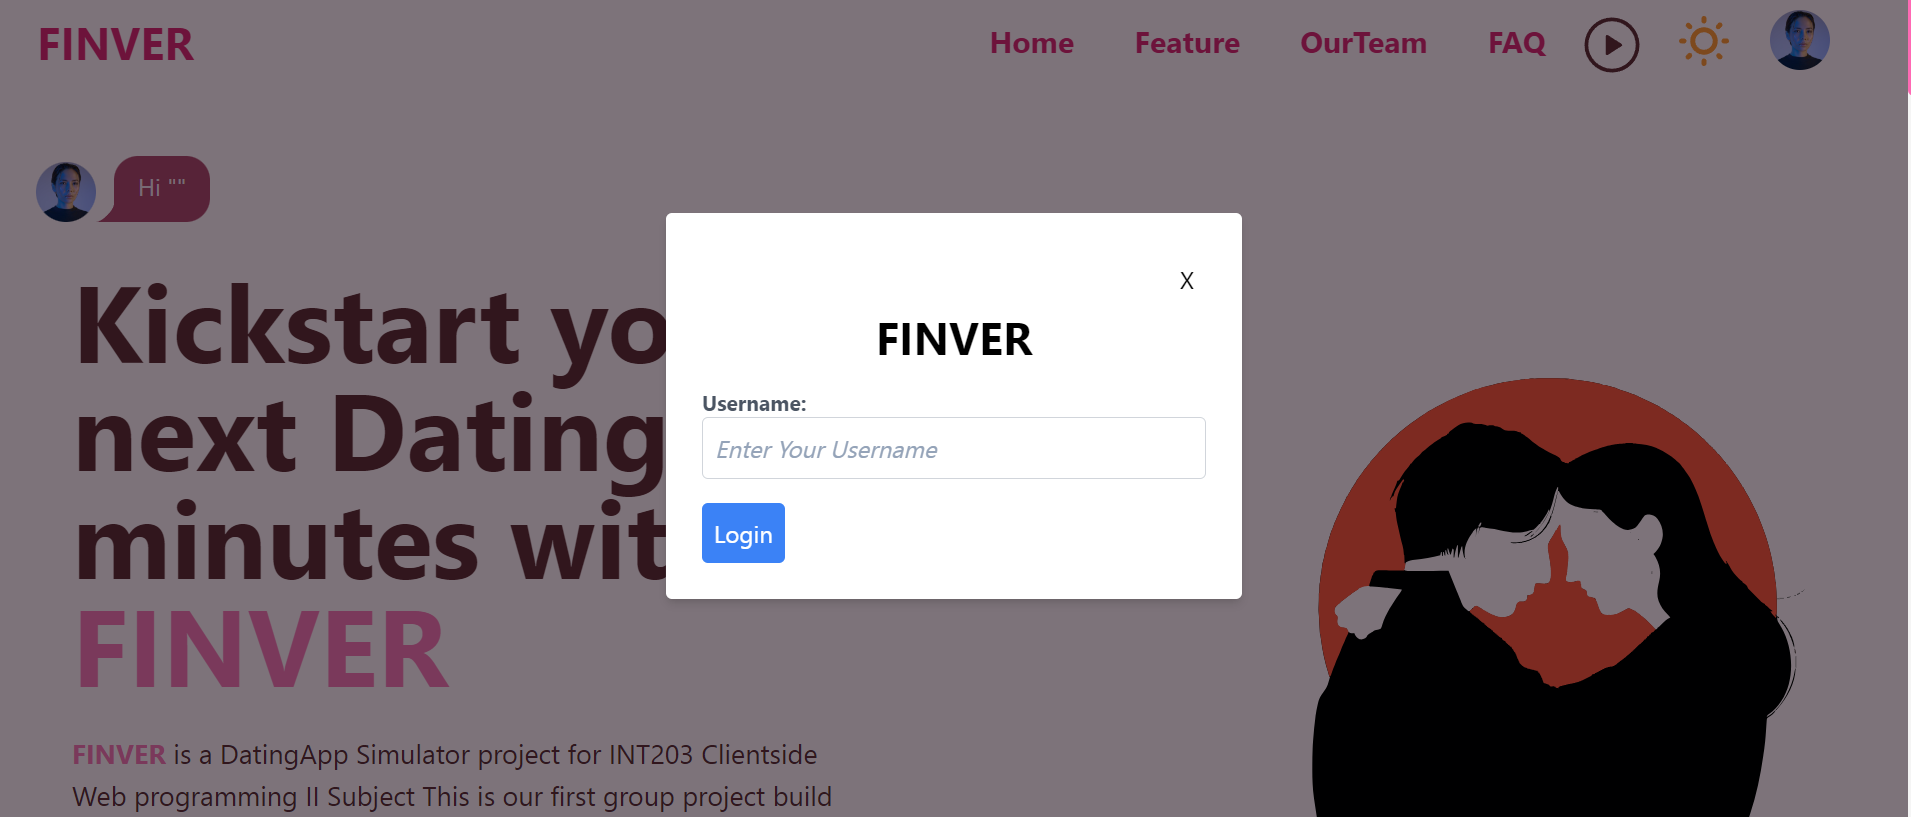 FINVER
Home Feature OurTeam FAQ
Hi ""
Kickstart yo
next Dating
minutes wit
FINVER
FINVER is a DatingApp Simulator project for INT203 Clientside
Web programming II Subject This is our first group project build
X
FINVER
Username:
Enter Your Username
Login